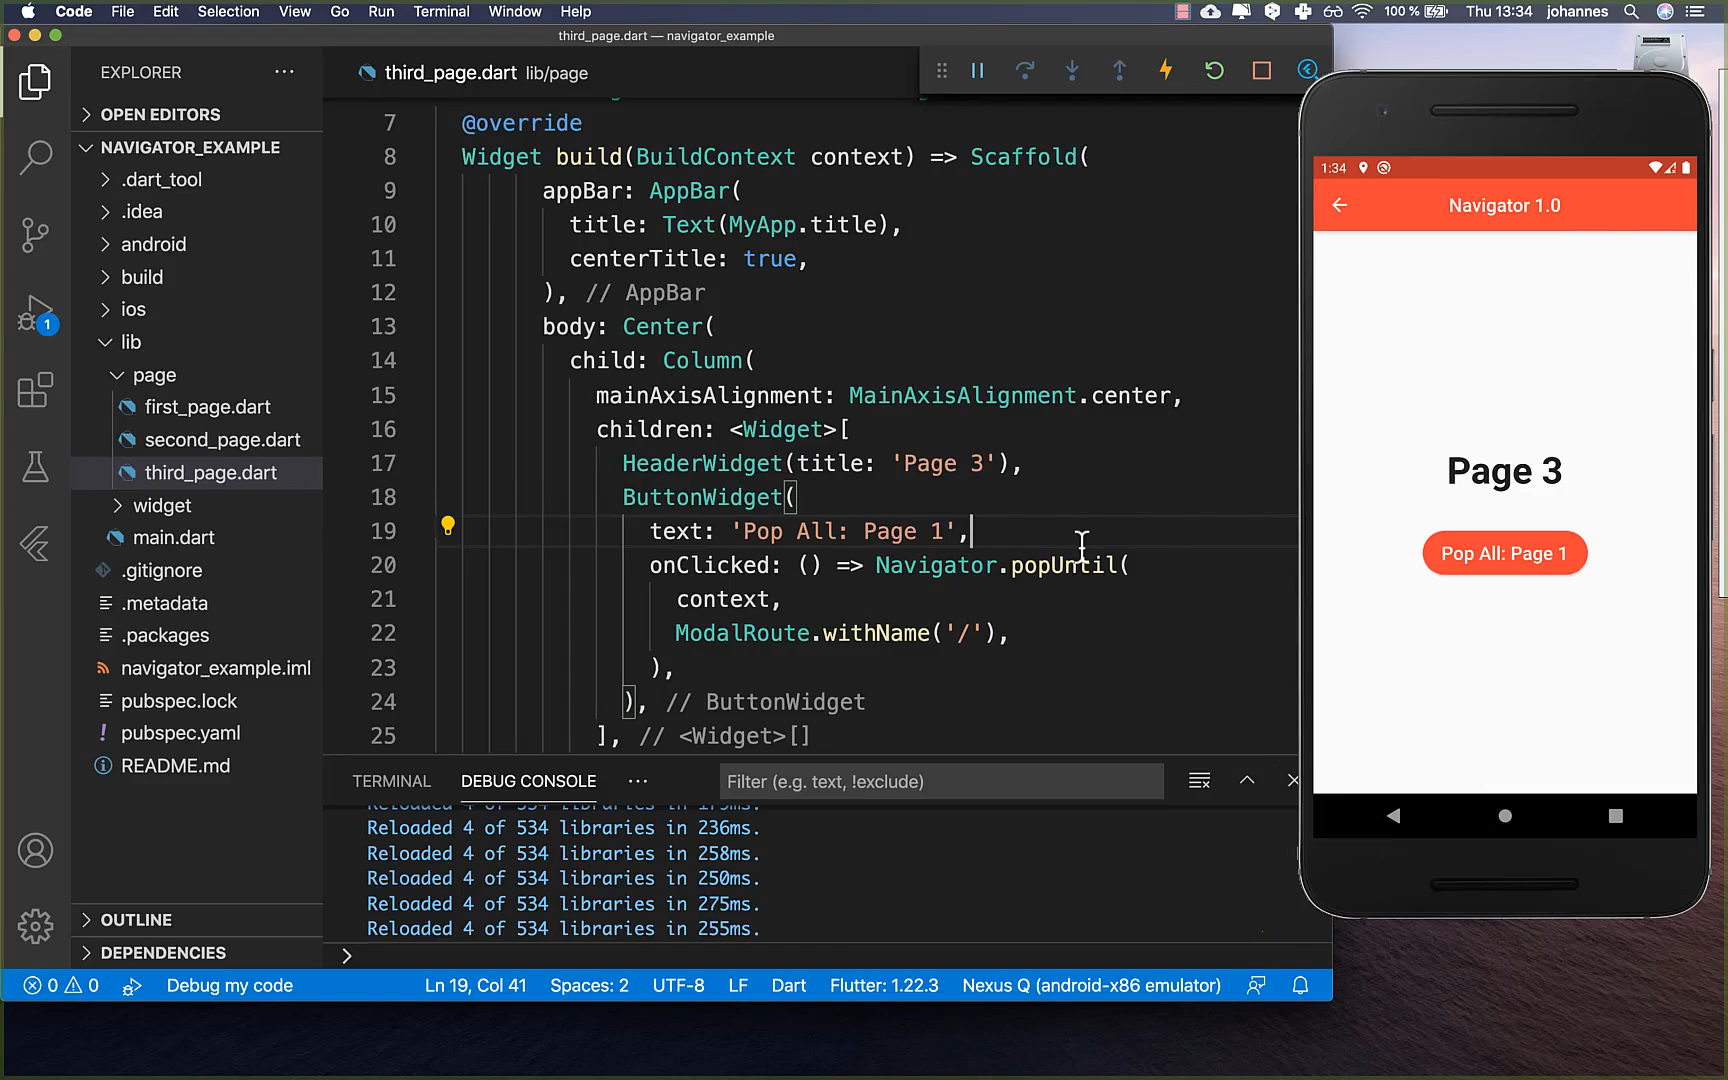 Code File Edit Selection View Go Run Terminal Window Help 100 % Thu 13:34 johannes
third_page.dart — navigator_example
EXPLORER
OPEN EDITORS
NAVIGATOR_EXAMPLE
.dart_tool
.idea
android
build
ios
lib
page
first_page.dart
second_page.dart
third_page.dart
widget
main.dart
.gitignore
.metadata
.packages
navigator_example.iml
pubspec.lock
pubspec.yaml
README.md
OUTLINE
DEPENDENCIES
1
third_page.dart lib/page
7 @override
8 Widget build(BuildContext context) => Scaffold(
9 appBar: AppBar(
10 title: Text(MyApp.title),
11 centerTitle: true,
12 ), // AppBar
13 body: Center(
14 child: Column(
15 mainAxisAlignment: MainAxisAlignment.center,
16 children: <Widget>[
17 HeaderWidget(title: 'Page 3'),
18 ButtonWidget(
19 text: 'Pop All: Page 1',
20 onClicked: () => Navigator.popUntil(
21 context,
22 ModalRoute.withName('/'),
23 ),
24 ), // ButtonWidget
25 ], // <Widget>[]
TERMINAL DEBUG CONSOLE Filter (e.g. text, !exclude)
Reloaded 4 of 534 libraries in 236ms.
Reloaded 4 of 534 libraries in 258ms.
Reloaded 4 of 534 libraries in 250ms.
Reloaded 4 of 534 libraries in 275ms.
Reloaded 4 of 534 libraries in 255ms.
0 0 Debug my code Ln 19, Col 41 Spaces: 2 UTF-8 LF Dart Flutter: 1.22.3 Nexus Q (android-x86 emulator)
1:34
Navigator 1.0
Page 3
Pop All: Page 1